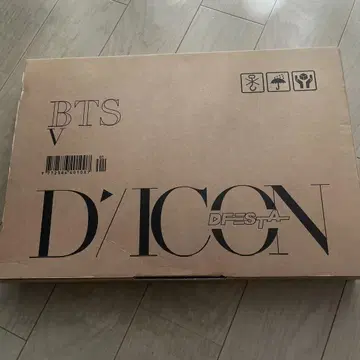 BTS
V
D'/ICON
DFESTA